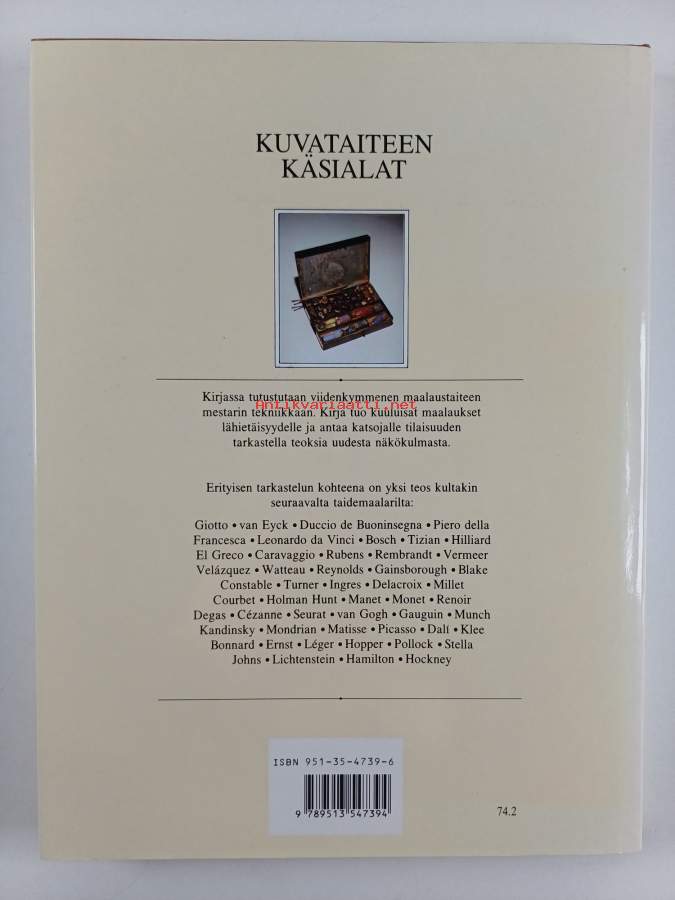 KUVATAITEEN
KÄSIALAT
Kirjassa tutustutaan viidenkymmenen maalaustaiteen
Antikvariaatti.net
mestarin tekniikkaan. Kirja tuo kuuluisat maalaukset
lähietäisyydelle ja antaa katsojalle tilaisuuden
tarkastella teoksia uudesta näkökulmasta.
Erityisen tarkastelun kohteena on yksi teos kultakin
seuraavalta taidemaalarilta:
Giotto • van Eyck • Duccio de Buoninsegna • Piero della
Francesca • Leonardo da Vinci • Bosch • Tizian • Hilliard
El Greco • Caravaggio • Rubens • Rembrandt • Vermeer
Velázquez • Watteau • Reynolds • Gainsborough • Blake
Constable • Turner • Ingres • Delacroix • Millet
Courbet • Holman Hunt • Manet • Monet • Renoir
Degas • Cézanne • Seurat • van Gogh • Gauguin • Munch
Kandinsky • Mondrian • Matisse • Picasso • Dalí • Klee
Bonnard • Ernst • Léger • Hopper • Pollock • Stella
Johns • Lichtenstein • Hamilton • Hockney
ISBN 951-35-4739-6
9 789513 547394
74.2